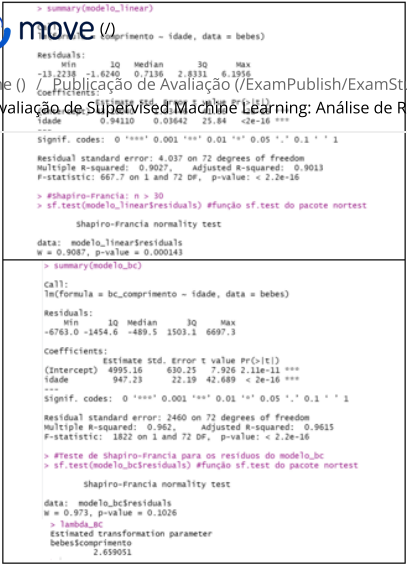 > summary(modelo_linear)
move (/)
comprimento ~ idade, data = bebes)
Residuals:
Min 1Q Median 3Q Max
-13.2238 -1.6240 0.7136 2.8331 6.1956
e () / Publicação de Avaliação (/ExamPublish/ExamSt.
Coefficients:
Estimate Std. Error t value Pr(>|t|)
valiação de Supervised Machine Learning: Análise de R
idade 0.94110 0.03642 25.84 <2e-16 ***
---
Signif. codes: 0 '***' 0.001 '**' 0.01 '*' 0.05 '.' 0.1 ' ' 1
Residual standard error: 4.037 on 72 degrees of freedom
Multiple R-squared: 0.9027, Adjusted R-squared: 0.9013
F-statistic: 667.7 on 1 and 72 DF, p-value: < 2.2e-16
> #Shapiro-Francia: n > 30
> sf.test(modelo_linear$residuals) #função sf.test do pacote nortest
Shapiro-Francia normality test
data: modelo_linear$residuals
W = 0.9087, p-value = 0.000143
> summary(modelo_bc)
Call:
lm(formula = bc_comprimento ~ idade, data = bebes)
Residuals:
Min 1Q Median 3Q Max
-6763.0 -1454.6 -489.5 1503.1 6697.3
Coefficients:
Estimate Std. Error t value Pr(>|t|)
(Intercept) 4995.16 630.25 7.926 2.11e-11 ***
idade 947.23 22.19 42.689 < 2e-16 ***
---
Signif. codes: 0 '***' 0.001 '**' 0.01 '*' 0.05 '.' 0.1 ' ' 1
Residual standard error: 2460 on 72 degrees of freedom
Multiple R-squared: 0.962, Adjusted R-squared: 0.9615
F-statistic: 1822 on 1 and 72 DF, p-value: < 2.2e-16
> #Teste de Shapiro-Francia para os resíduos do modelo_bc
> sf.test(modelo_bc$residuals) #função sf.test do pacote nortest
Shapiro-Francia normality test
data: modelo_bc$residuals
W = 0.973, p-value = 0.1026
> lambda_BC
Estimated transformation parameter
bebes$comprimento
2.659051